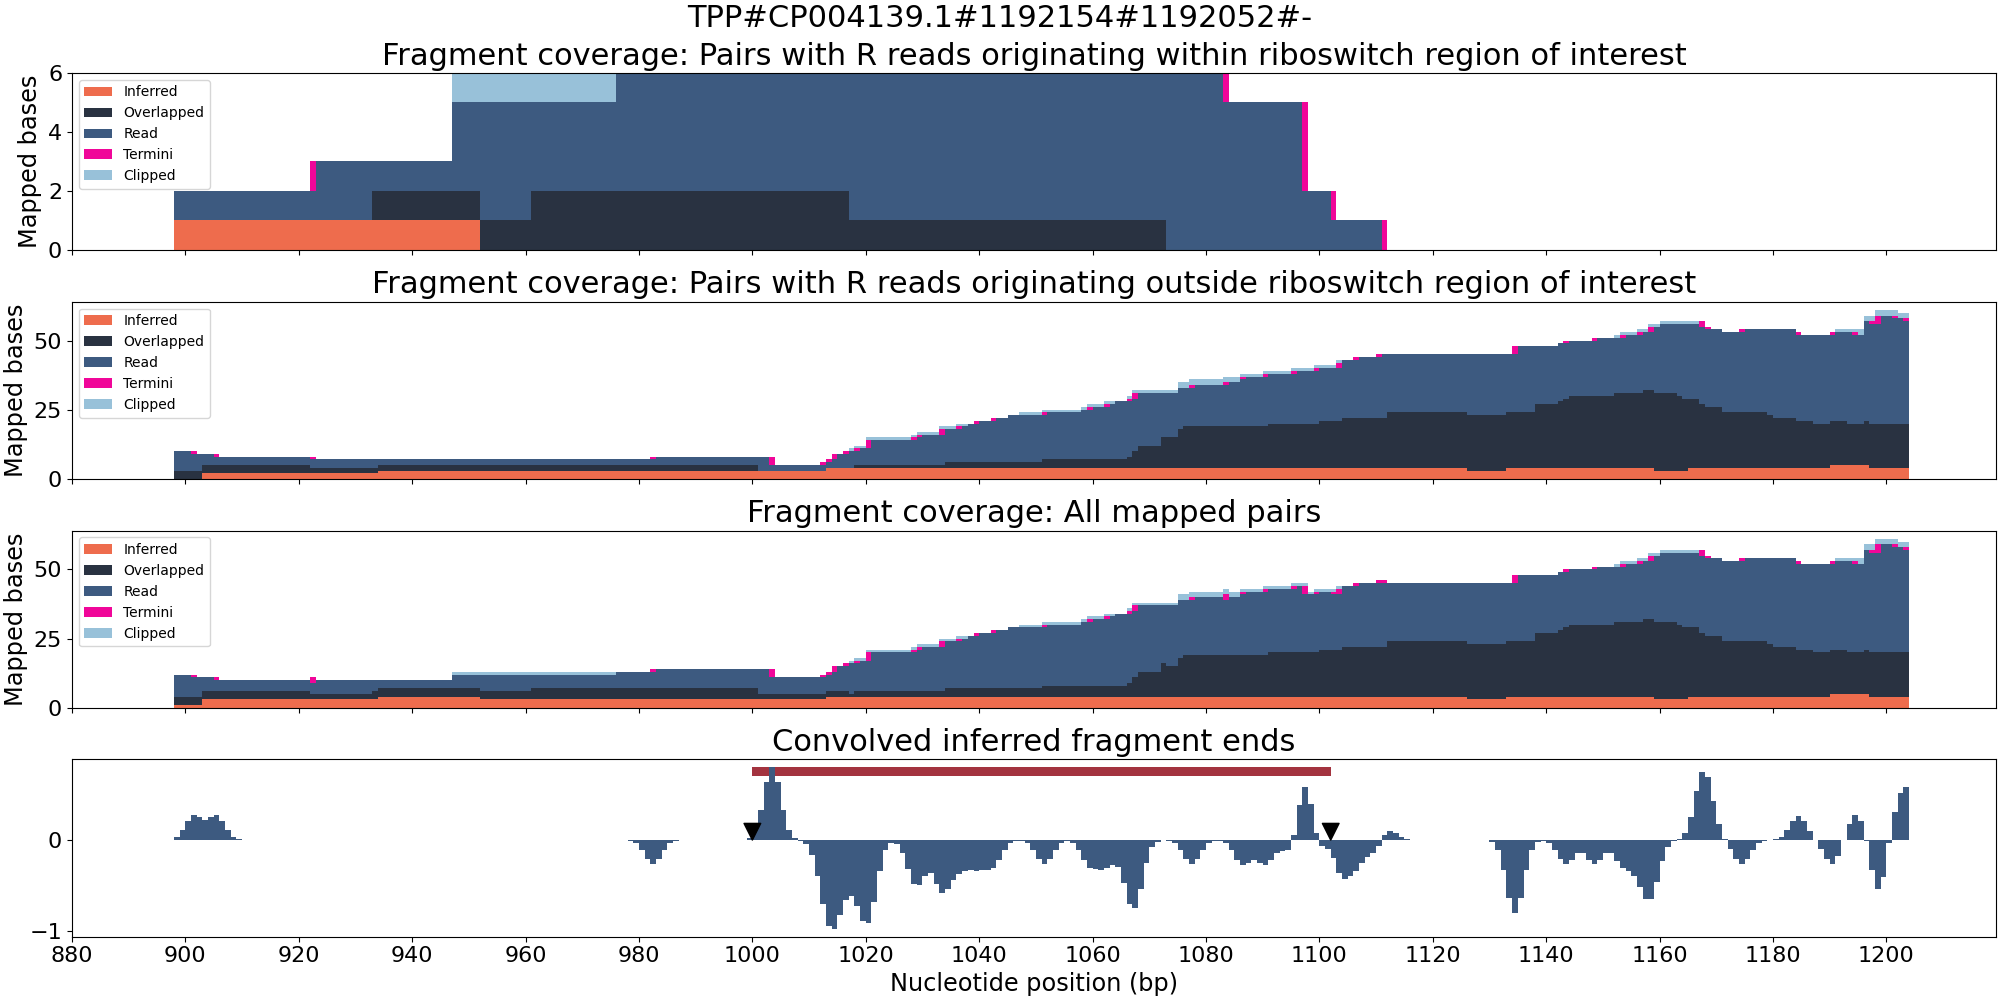 TPP#CP004139.1#1192154#1192052#-
Fragment coverage: Pairs with R reads originating within riboswitch region of interest
Mapped bases
6
4
2
0
Inferred
Overlapped
Read
Termini
Clipped
Fragment coverage: Pairs with R reads originating outside riboswitch region of interest
Mapped bases
50
25
0
Inferred
Overlapped
Read
Termini
Clipped
Fragment coverage: All mapped pairs
Mapped bases
50
25
0
Inferred
Overlapped
Read
Termini
Clipped
Convolved inferred fragment ends
0
−1
880 900 920 940 960 980 1000 1020 1040 1060 1080 1100 1120 1140 1160 1180 1200
Nucleotide position (bp)